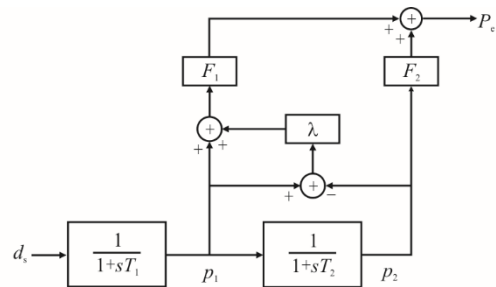 + + P_e
F_1 F_2
λ
+ +
+ −
d_s 1/(1+sT_1) p_1 1/(1+sT_2) p_2